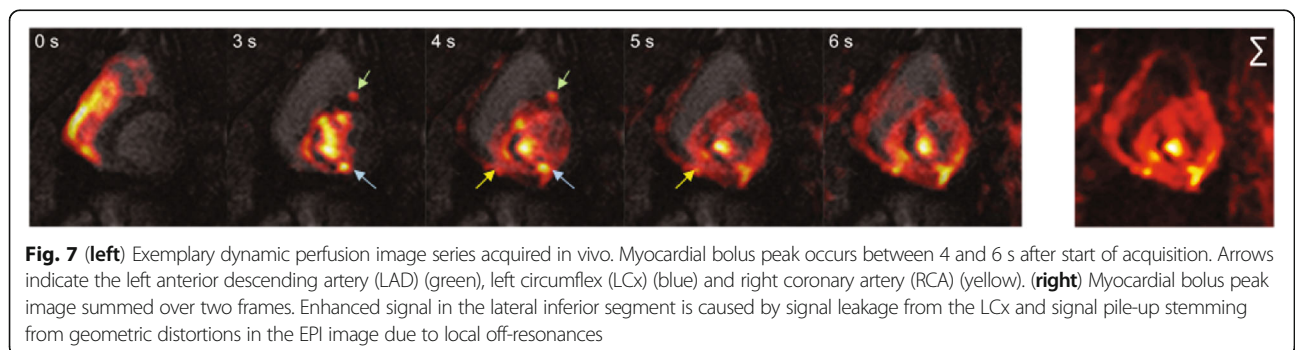 0 s
3 s
4 s
5 s
6 s
Σ
Fig. 7 (left) Exemplary dynamic perfusion image series acquired in vivo. Myocardial bolus peak occurs between 4 and 6 s after start of acquisition. Arrows
indicate the left anterior descending artery (LAD) (green), left circumflex (LCx) (blue) and right coronary artery (RCA) (yellow). (right) Myocardial bolus peak
image summed over two frames. Enhanced signal in the lateral inferior segment is caused by signal leakage from the LCx and signal pile-up stemming
from geometric distortions in the EPI image due to local off-resonances